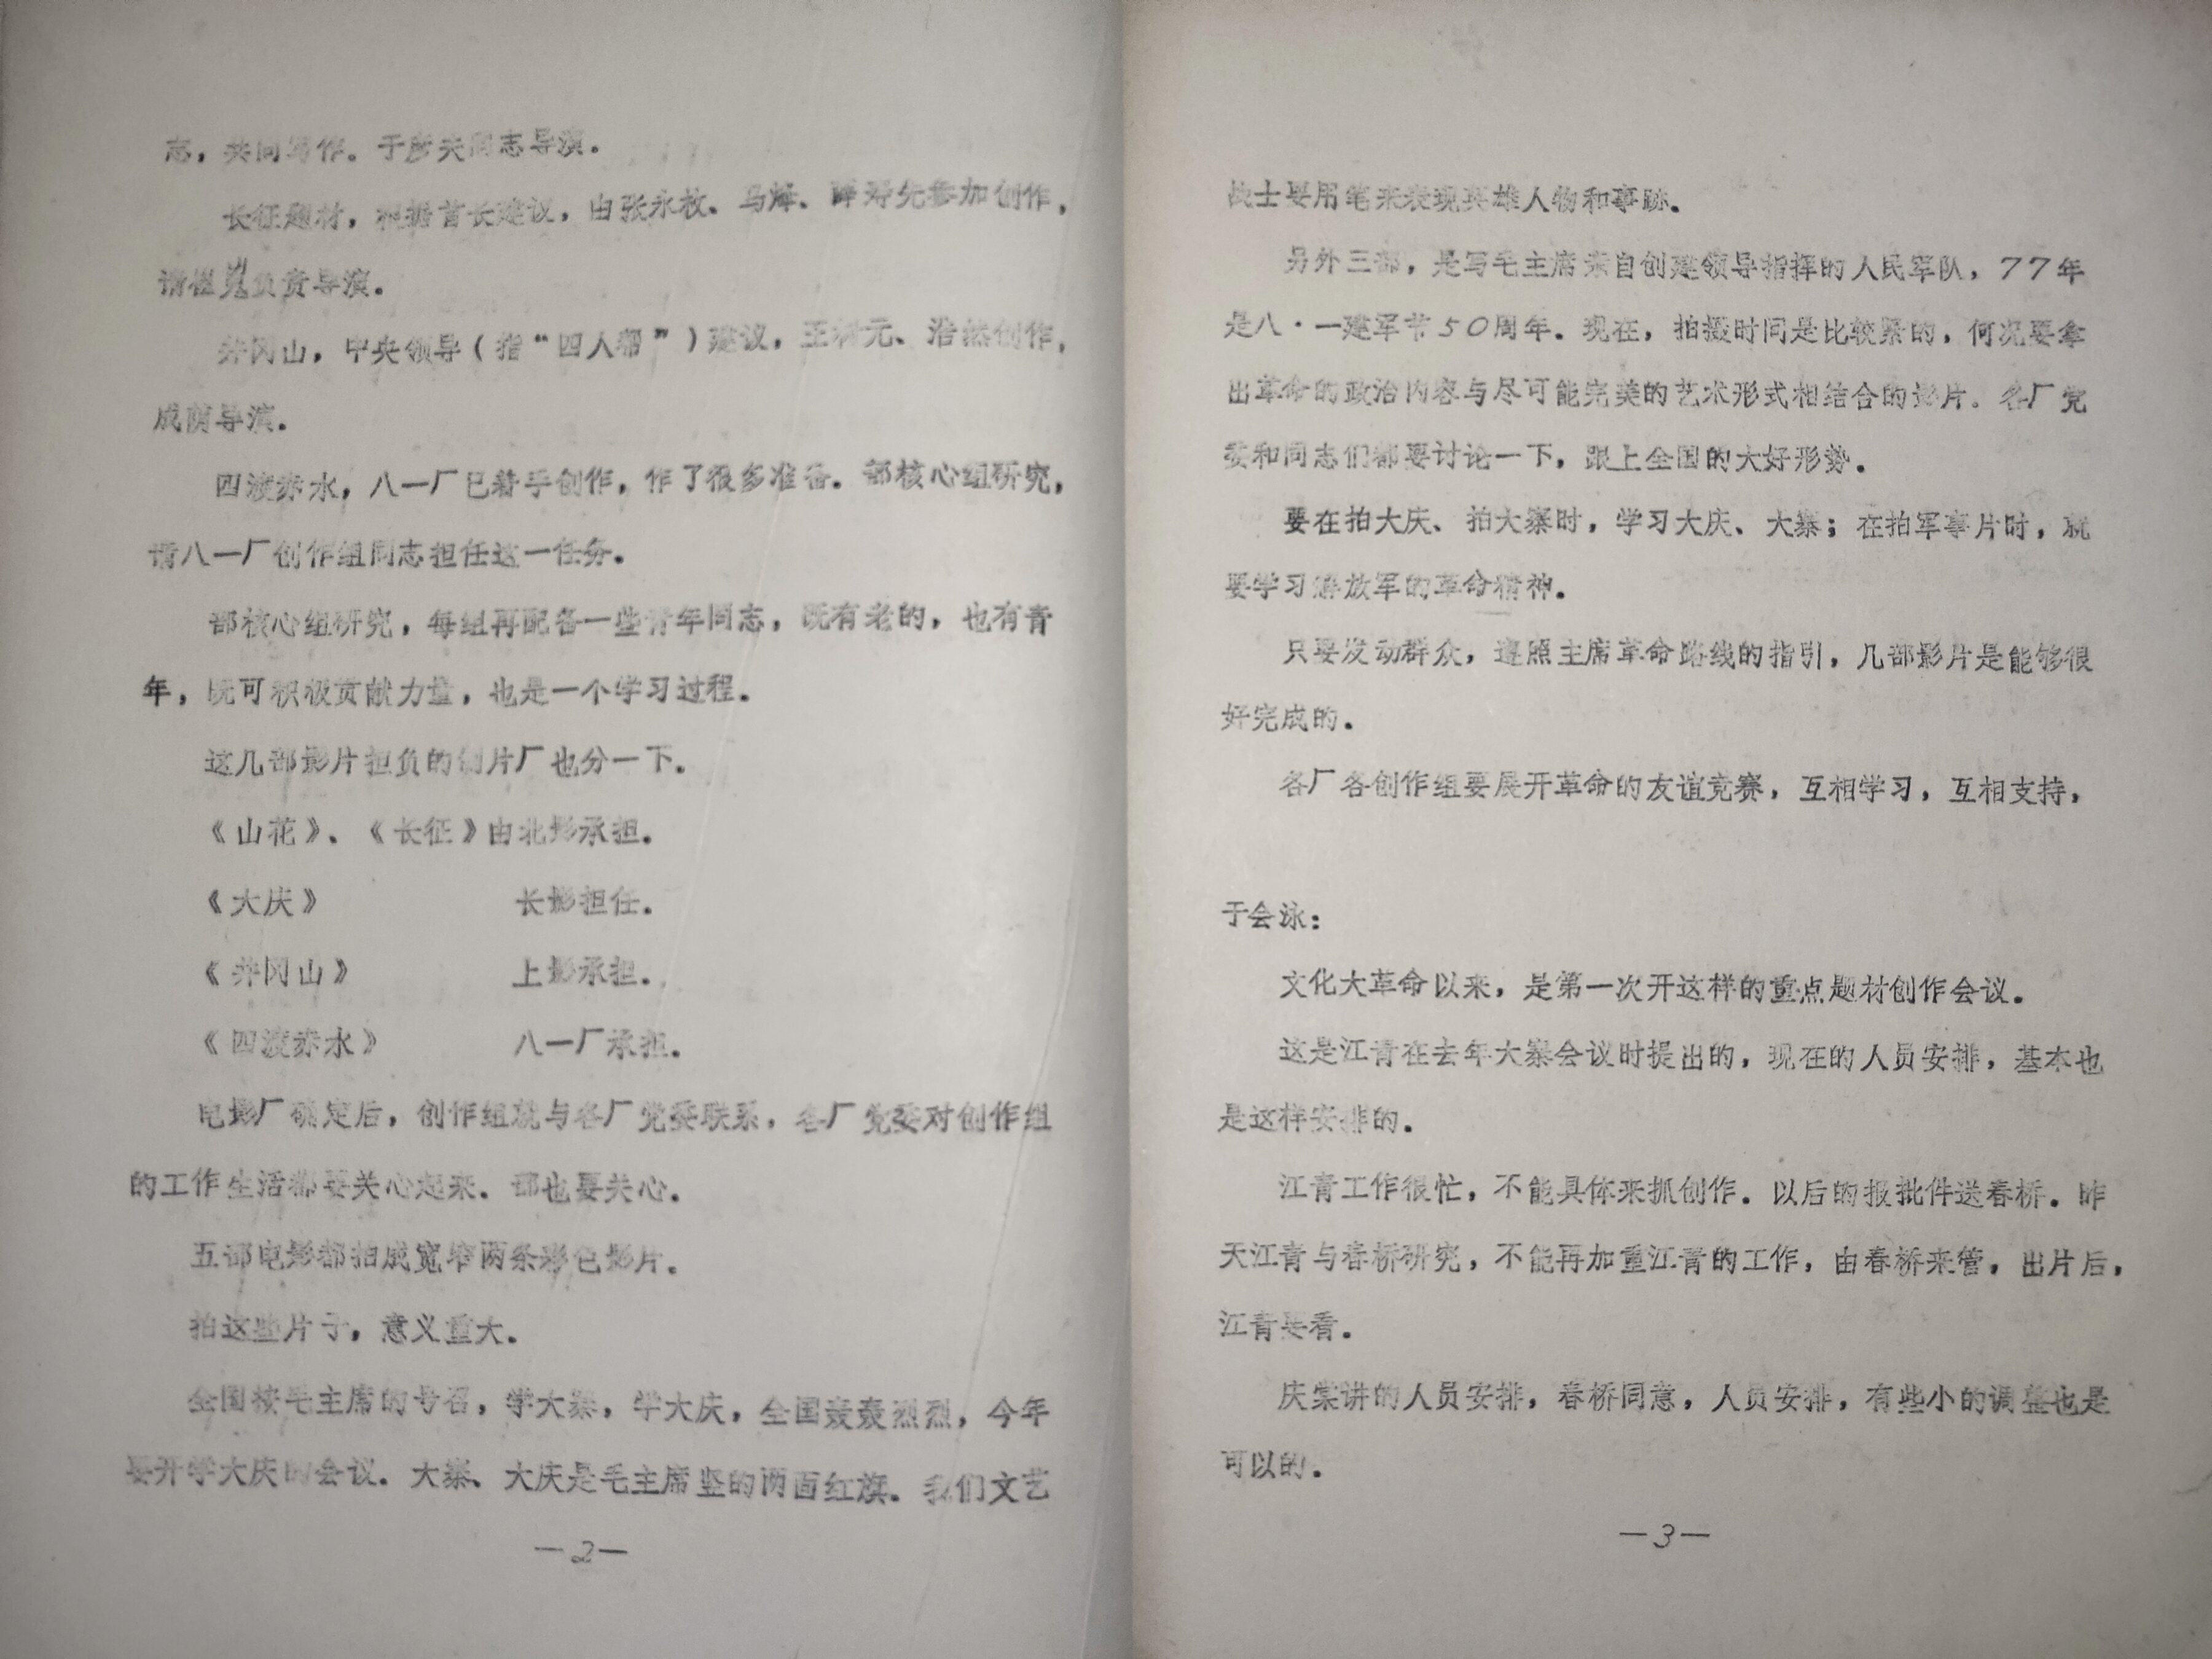 志，共同写作。于彦夫同志导演。
长征题材，根据首长建议，由张永枚、马烽、薛寿先参加创作，
请崔嵬负责导演。
井冈山，中央领导（指“四人帮”）建议，王树元、浩然创作，
成荫导演。
四渡赤水，八一厂已着手创作，作了很多准备。部核心组研究，
请八一厂创作组同志担任这一任务。
部核心组研究，每组再配备一些青年同志，既有老的，也有青
年，既可积极贡献力量，也是一个学习过程。
这几部影片担负的制片厂也分一下。
《山花》、《长征》由北影承担。
《大庆》 长影担任。
《井冈山》 上影承担。
《四渡赤水》 八一厂承担。
电影厂确定后，创作组就与各厂党委联系，各厂党委对创作组
的工作生活都要关心起来。部也要关心。
五部电影都拍成宽窄两条彩色影片。
拍这些片子，意义重大。
全国按毛主席的号召，学大寨，学大庆，全国轰轰烈烈，今年
要开学大庆的会议。大寨、大庆是毛主席竖的两面红旗。我们文艺
—2—
战士要用笔来表现英雄人物和事跡。
另外三部，是写毛主席亲自创建领导指挥的人民军队，77年
是八·一建军节50周年。现在，拍摄时间是比较紧的，何况要拿
出革命的政治内容与尽可能完美的艺术形式相结合的影片。各厂党
委和同志们都要讨论一下，跟上全国的大好形势。
要在拍大庆、拍大寨时，学习大庆、大寨；在拍军事片时，就
要学习解放军的革命精神。
只要发动群众，遵照主席革命路线的指引，几部影片是能够很
好完成的。
各厂各创作组要展开革命的友谊竞赛，互相学习，互相支持，
于会泳：
文化大革命以来，是第一次开这样的重点题材创作会议。
这是江青在去年大寨会议时提出的，现在的人员安排，基本也
是这样安排的。
江青工作很忙，不能具体来抓创作。以后的报批件送春桥。昨
天江青与春桥研究，不能再加重江青的工作，由春桥来管，出片后，
江青要看。
庆棠讲的人员安排，春桥同意，人员安排，有些小的调整也是
可以的。
—3—